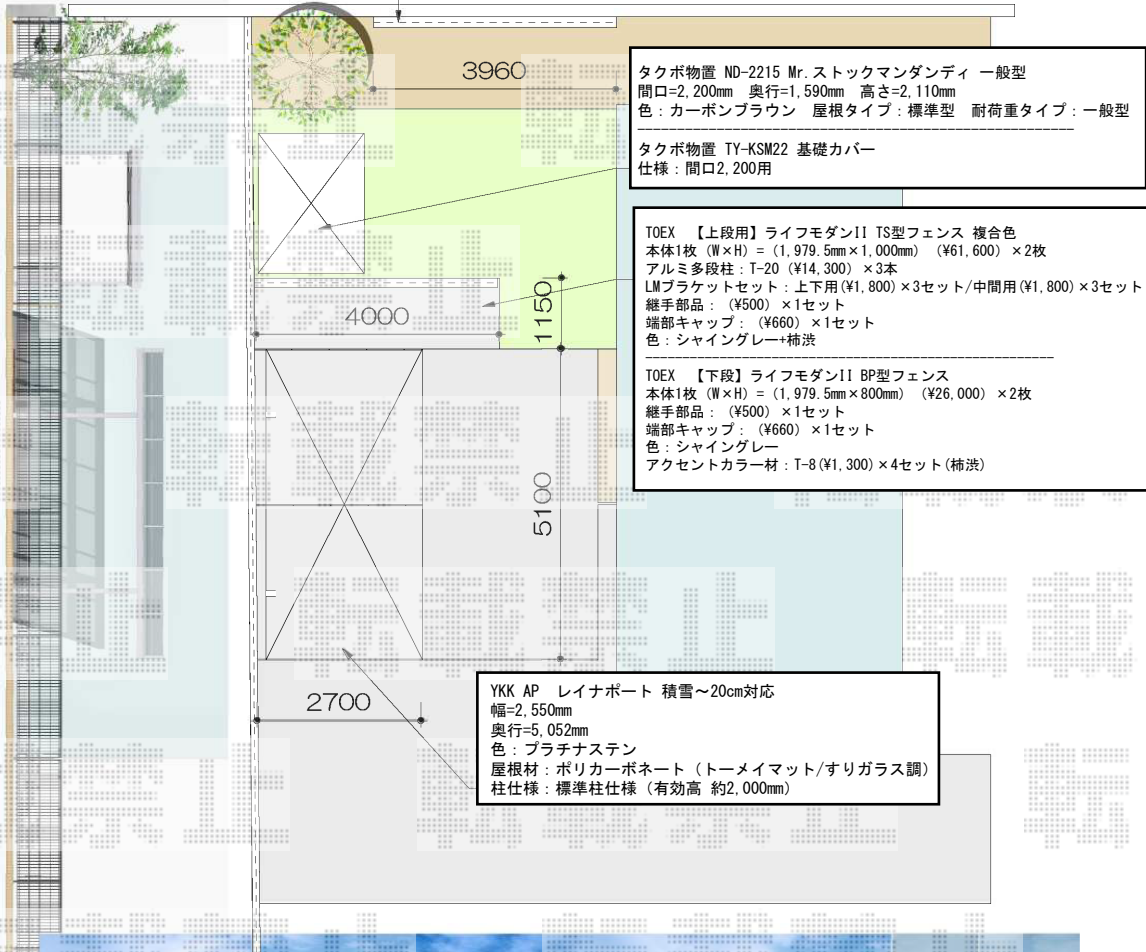 3960
タクボ物置 ND-2215 Mr.ストックマンダンディ 一般型
間口=2,200mm 奥行=1,590mm 高さ=2,110mm
色：カーボンブラウン 屋根タイプ：標準型 耐荷重タイプ：一般型
タクボ物置 TY-KSM22 基礎カバー
仕様：間口2,200用
TOEX 【上段用】ライフモダンII TS型フェンス 複合色
本体1枚（W×H）＝（1,979.5mm×1,000mm）（¥61,600）×2枚
アルミ多段柱：T-20（¥14,300）×3本
LMブラケットセット：上下用(¥1,800)×3セット/中間用(¥1,800)×3セット
継手部品：（¥500）×1セット
端部キャップ：（¥660）×1セット
色：シャイングレー+柿渋
TOEX 【下段】ライフモダンII BP型フェンス
本体1枚（W×H）＝（1,979.5mm×800mm）（¥26,000）×2枚
継手部品：（¥500）×1セット
端部キャップ：（¥660）×1セット
色：シャイングレー
アクセントカラー材：T-8(¥1,300)×4セット(柿渋)
4000
1150
5100
2700
YKK AP レイナポート 積雪～20cm対応
幅=2,550mm
奥行=5,052mm
色：プラチナステン
屋根材：ポリカーボネート（トーメイマット/すりガラス調）
柱仕様：標準柱仕様（有効高 約2,000mm）